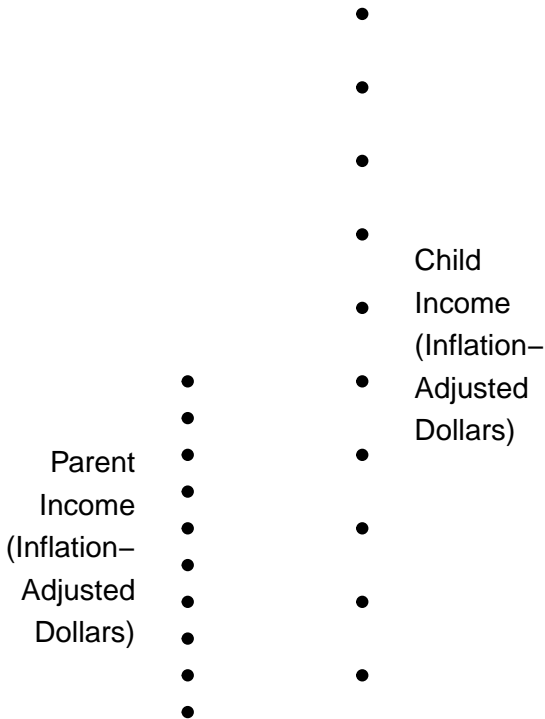 Parent
Income
(Inflation−
Adjusted
Dollars)
Child
Income
(Inflation−
Adjusted
Dollars)